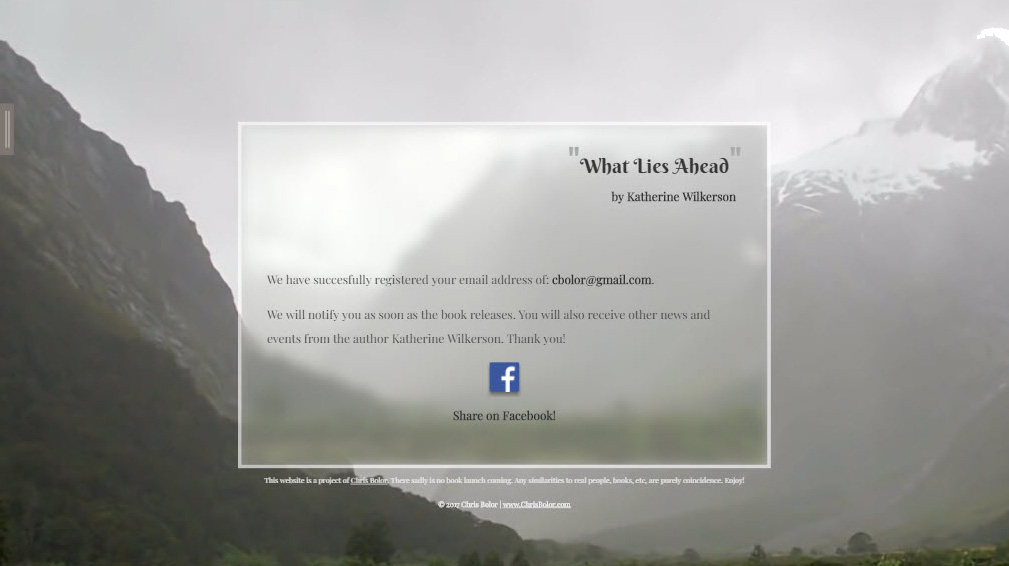 "What Lies Ahead"
by Katherine Wilkerson
We have succesfully registered your email address of: cbolor@gmail.com.
We will notify you as soon as the book releases. You will also receive other news and
events from the author Katherine Wilkerson. Thank you!
f
Share on Facebook!
This website is a project of Chris Bolor. There sadly is no book launch coming. Any similarities to real people, books, etc, are purely coincidence. Enjoy!
© 2017 Chris Bolor | www.ChrisBolor.com